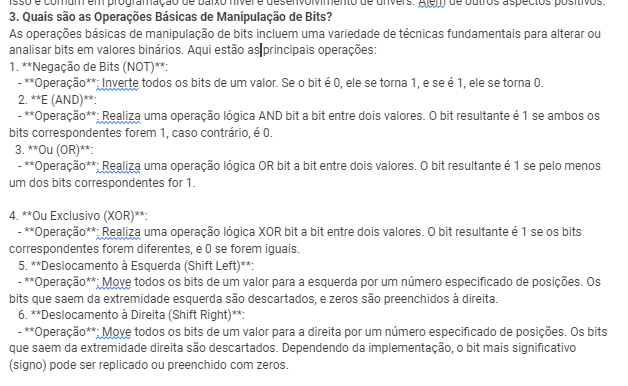 isso é comum em programação de baixo nível e desenvolvimento de drivers. Além de outros aspectos positivos.
3. Quais são as Operações Básicas de Manipulação de Bits?
As operações básicas de manipulação de bits incluem uma variedade de técnicas fundamentais para alterar ou
analisar bits em valores binários. Aqui estão as principais operações:
1. **Negação de Bits (NOT)**:
- **Operação**: Inverte todos os bits de um valor. Se o bit é 0, ele se torna 1, e se é 1, ele se torna 0.
2. **E (AND)**:
- **Operação**: Realiza uma operação lógica AND bit a bit entre dois valores. O bit resultante é 1 se ambos os
bits correspondentes forem 1, caso contrário, é 0.
3. **Ou (OR)**:
- **Operação**: Realiza uma operação lógica OR bit a bit entre dois valores. O bit resultante é 1 se pelo menos
um dos bits correspondentes for 1.
4. **Ou Exclusivo (XOR)**:
- **Operação**: Realiza uma operação lógica XOR bit a bit entre dois valores. O bit resultante é 1 se os bits
correspondentes forem diferentes, e 0 se forem iguais.
5. **Deslocamento à Esquerda (Shift Left)**:
- **Operação**: Move todos os bits de um valor para a esquerda por um número especificado de posições. Os
bits que saem da extremidade esquerda são descartados, e zeros são preenchidos à direita.
6. **Deslocamento à Direita (Shift Right)**:
- **Operação**: Move todos os bits de um valor para a direita por um número especificado de posições. Os bits
que saem da extremidade direita são descartados. Dependendo da implementação, o bit mais significativo
(signo) pode ser replicado ou preenchido com zeros.